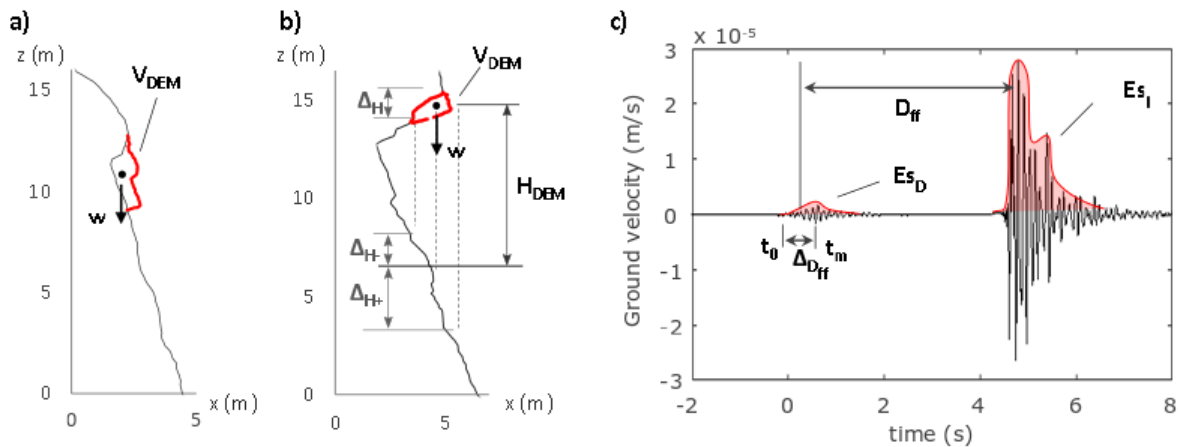 a)
z (m)
15
10
5
0
0
5
x (m)
V_DEM
w
b)
z (m)
15
10
5
0
0
5
x (m)
V_DEM
Δ_H
w
H_DEM
Δ_H-
Δ_H+
c)
x 10^-5
3
2
1
0
-1
-2
-3
Ground velocity (m/s)
-2
0
2
4
6
8
time (s)
D_ff
Es_I
Es_D
t_0
t_m
Δ_D_ff